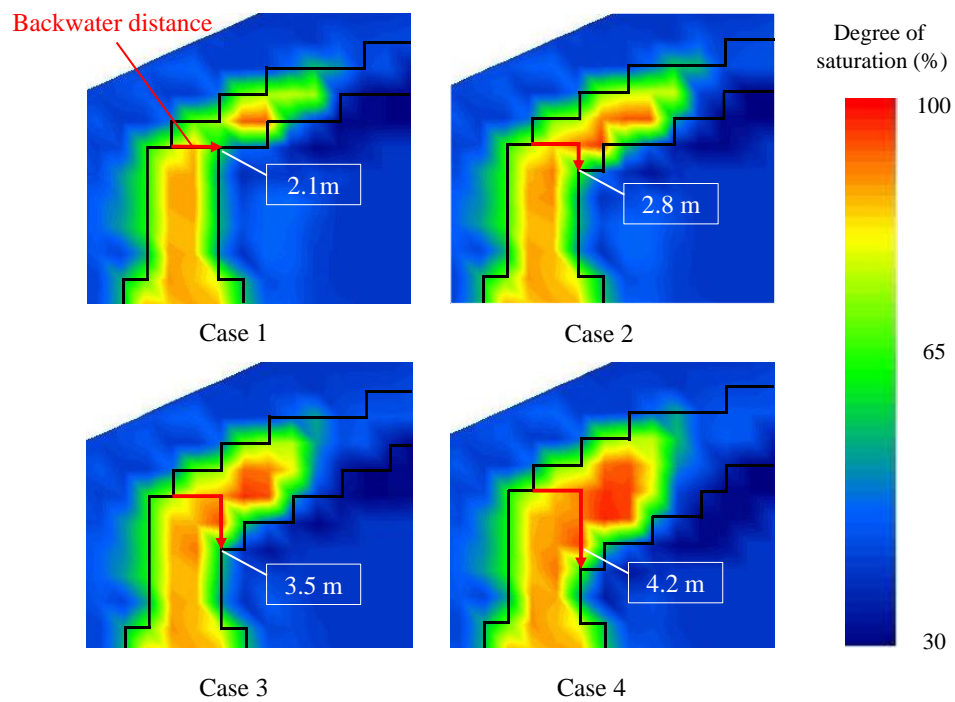 Backwater distance
Degree of
saturation (%)
100
65
30
2.1m
2.8 m
Case 1
Case 2
3.5 m
4.2 m
Case 3
Case 4